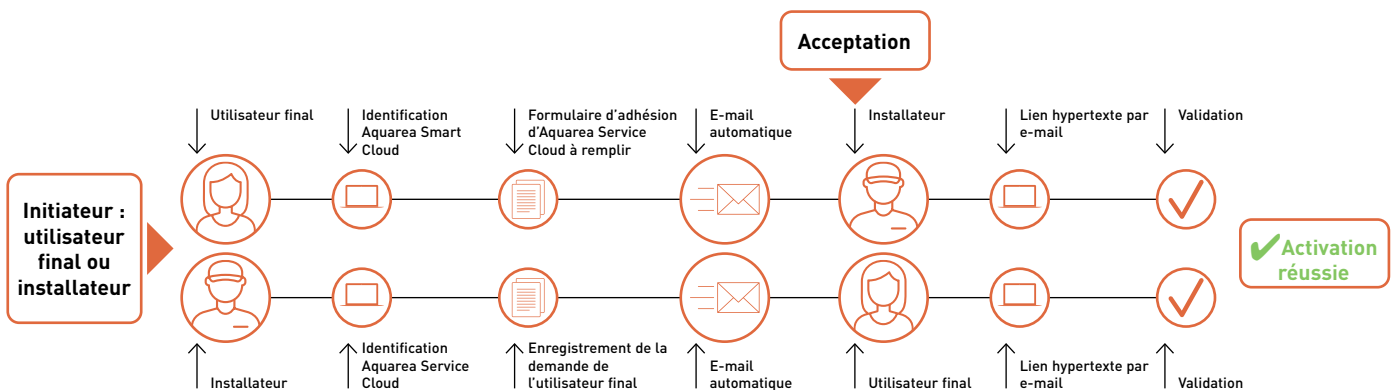 Acceptation
Utilisateur final
Identification
Aquarea Smart
Cloud
Formulaire d'adhésion
d'Aquarea Service
Cloud à remplir
E-mail
automatique
Installateur
Lien hypertexte par
e-mail
Validation
Initiateur :
utilisateur
final ou
installateur
Activation
réussie
Installateur
Identification
Aquarea Service
Cloud
Enregistrement de la
demande de
l'utilisateur final
E-mail
automatique
Utilisateur final
Lien hypertexte par
e-mail
Validation